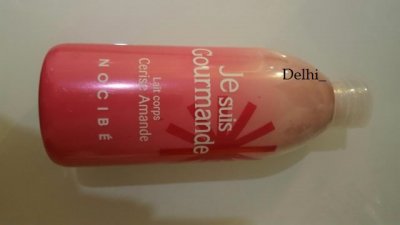 Je suis
Gourmande
Lait corps
Cerise Amande
NOCIBÉ
Delhi_